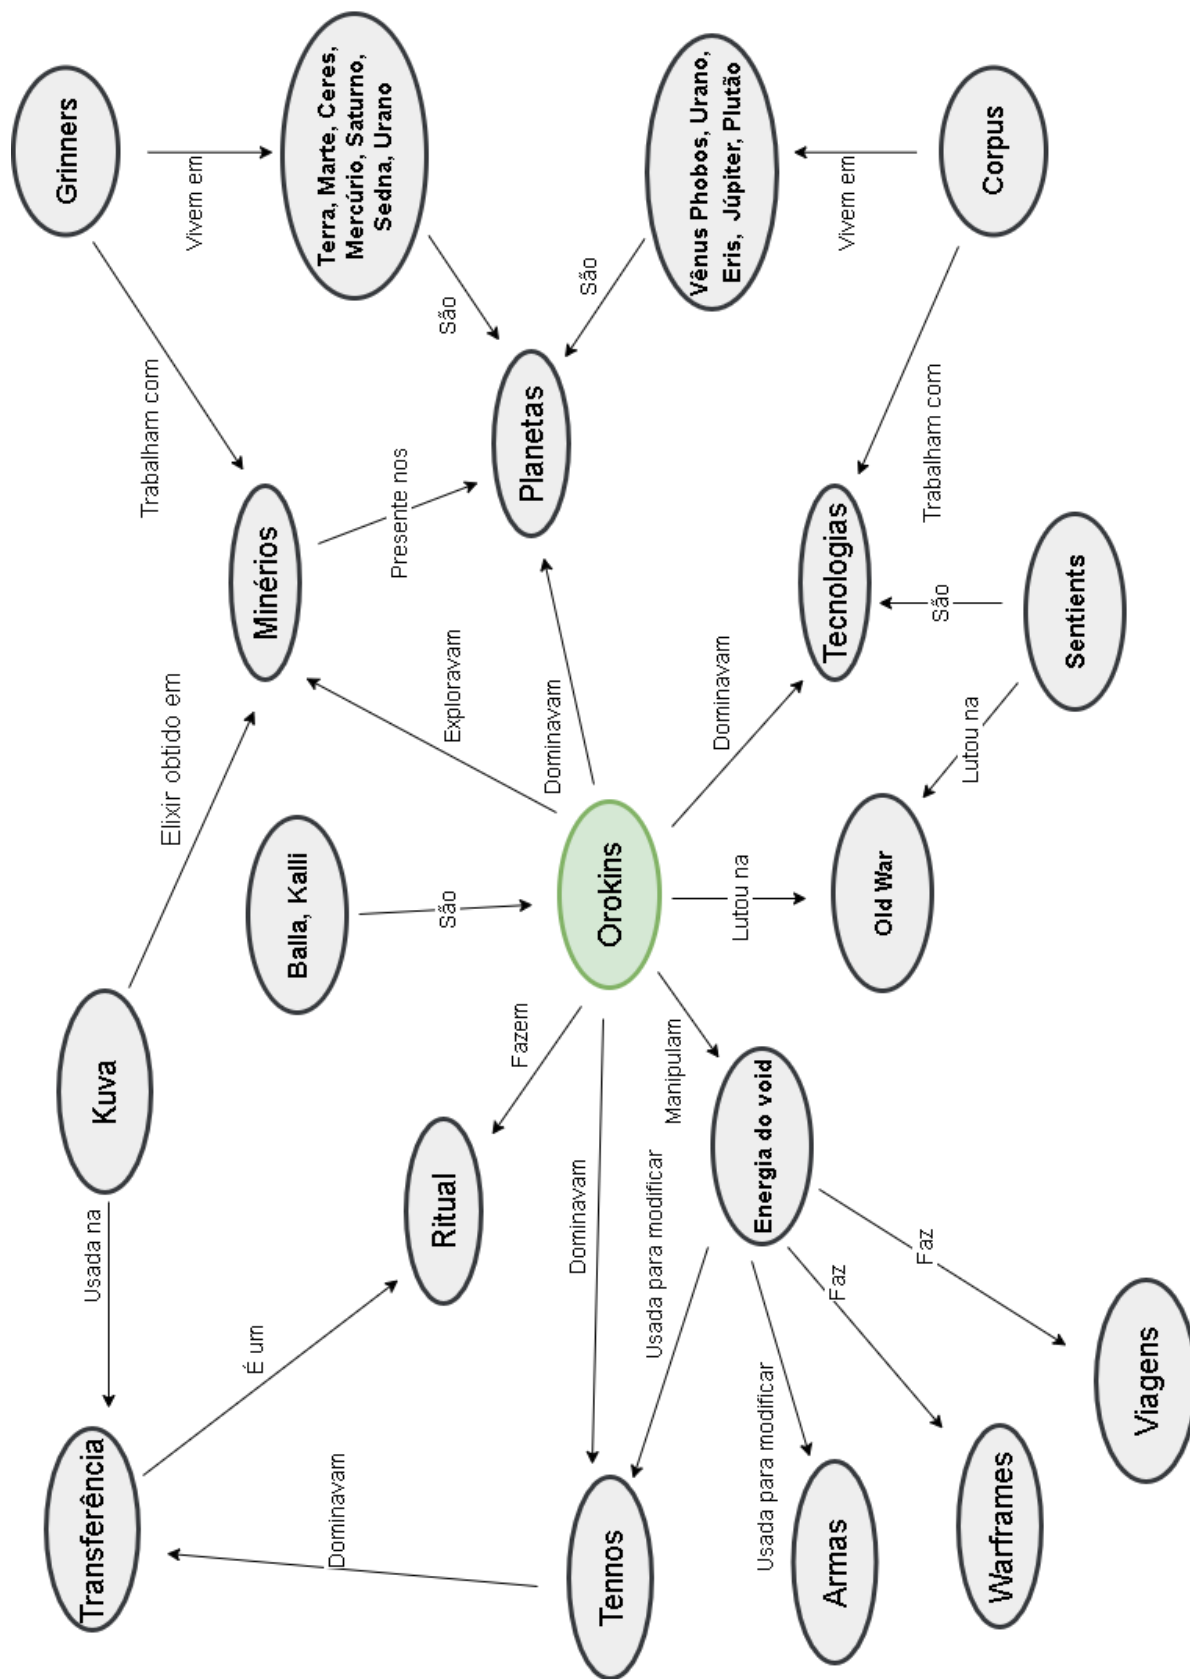 Transferência
Usada na
Kuva
Elixir obtido em
Trabalham com
Grinners
Vivem em
Terra, Marte, Ceres,
Mercúrio, Saturno,
Sedna, Urano
É um
Balla, Kalli
Minérios
São
Dominavam
Ritual
Fazem
São
Exploravam
Presente nos
Planetas
São
Dominavam
Tennos
Dominavam
Usada para modificar
Manipulam
Orokins
Vênus Phobos, Urano,
Eris, Júpiter, Plutão
Energia do void
Lutou na
Dominavam
Tecnologias
Usada para modificar
Armas
Faz
Old War
São
Trabalham com
Vivem em
Corpus
Warframes
Faz
Lutou na
Sentients
Viagens